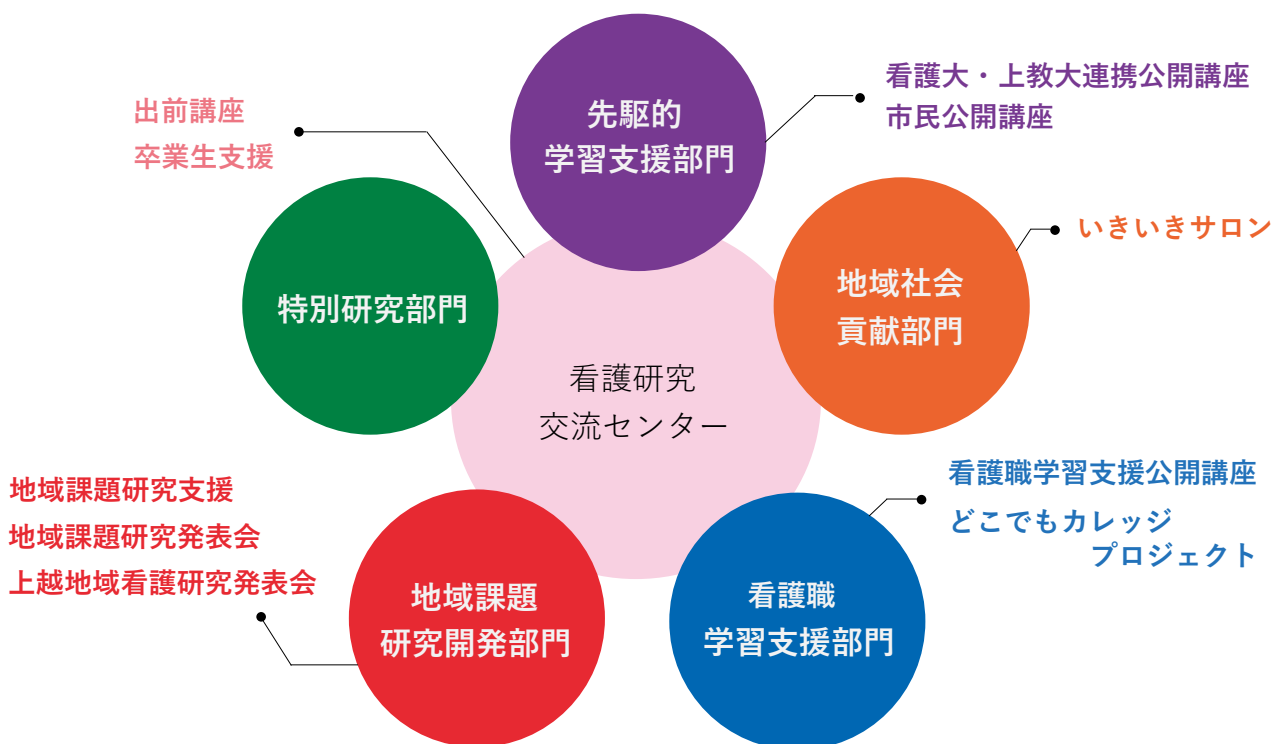 看護大・上教大連携公開講座
市民公開講座
出前講座
卒業生支援
先駆的
学習支援部門
いきいきサロン
地域社会
貢献部門
特別研究部門
看護研究
交流センター
看護職学習支援公開講座
どこでもカレッジ
プロジェクト
地域課題研究支援
地域課題研究発表会
上越地域看護研究発表会
地域課題
研究開発部門
看護職
学習支援部門